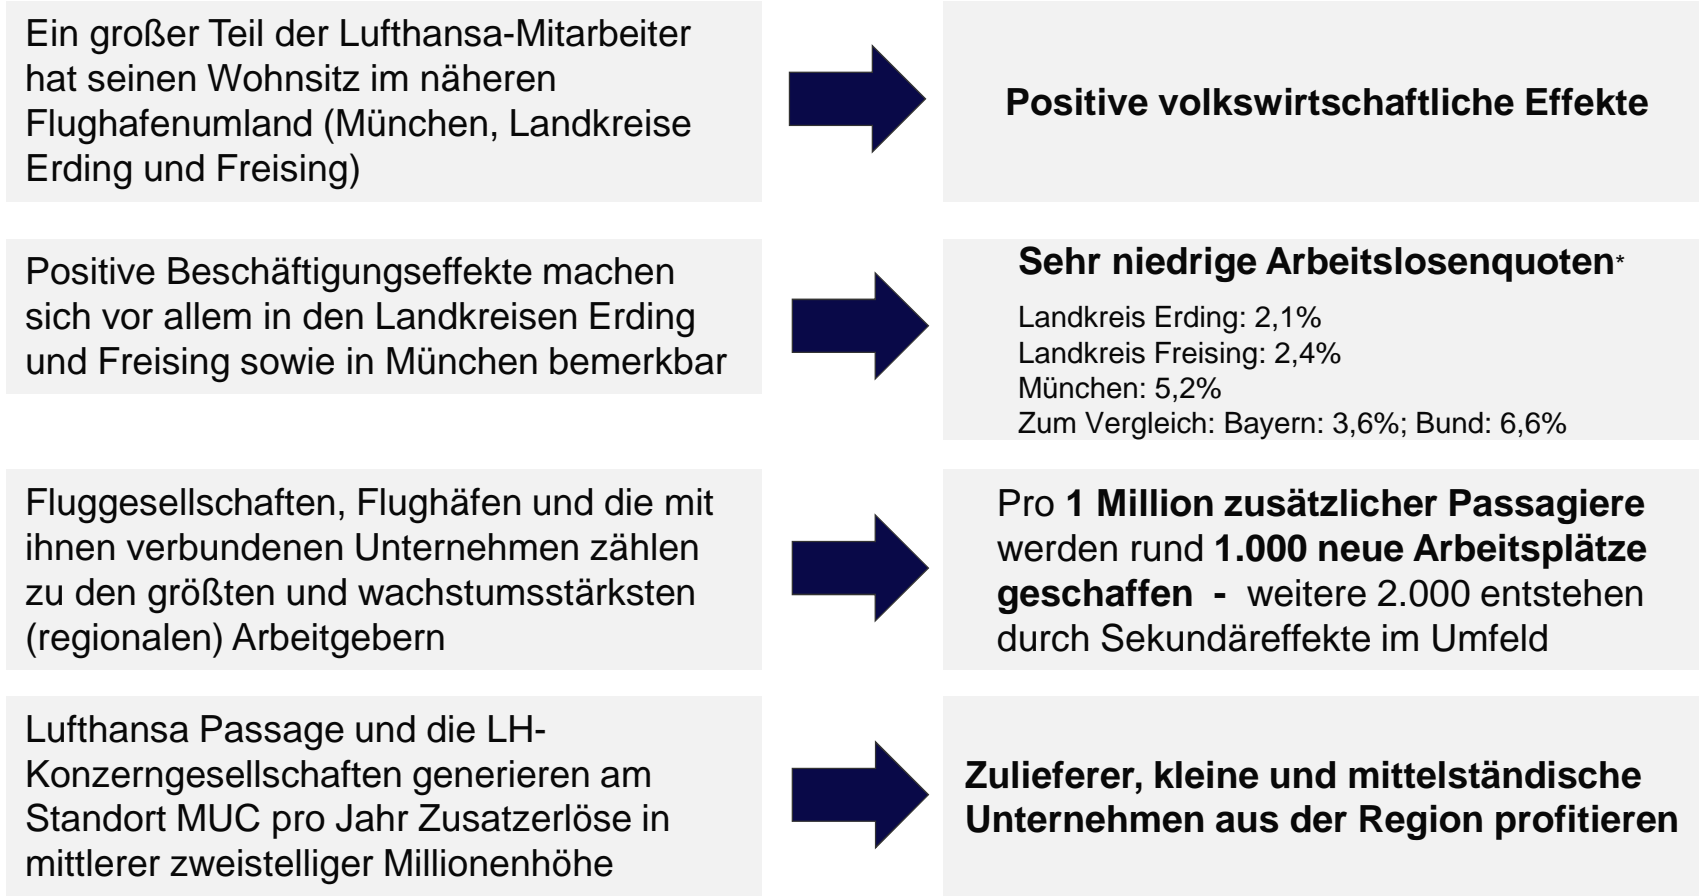 Ein großer Teil der Lufthansa-Mitarbeiter
hat seinen Wohnsitz im näheren
Flughafenumland (München, Landkreise
Erding und Freising)
Positive volkswirtschaftliche Effekte
Positive Beschäftigungseffekte machen
sich vor allem in den Landkreisen Erding
und Freising sowie in München bemerkbar
Sehr niedrige Arbeitslosenquoten*
Landkreis Erding: 2,1%
Landkreis Freising: 2,4%
München: 5,2%
Zum Vergleich: Bayern: 3,6%; Bund: 6,6%
Fluggesellschaften, Flughäfen und die mit
ihnen verbundenen Unternehmen zählen
zu den größten und wachstumsstärksten
(regionalen) Arbeitgebern
Pro 1 Million zusätzlicher Passagiere
werden rund 1.000 neue Arbeitsplätze
geschaffen - weitere 2.000 entstehen
durch Sekundäreffekte im Umfeld
Lufthansa Passage und die LH-
Konzerngesellschaften generieren am
Standort MUC pro Jahr Zusatzerlöse in
mittlerer zweistelliger Millionenhöhe
Zulieferer, kleine und mittelständische
Unternehmen aus der Region profitieren